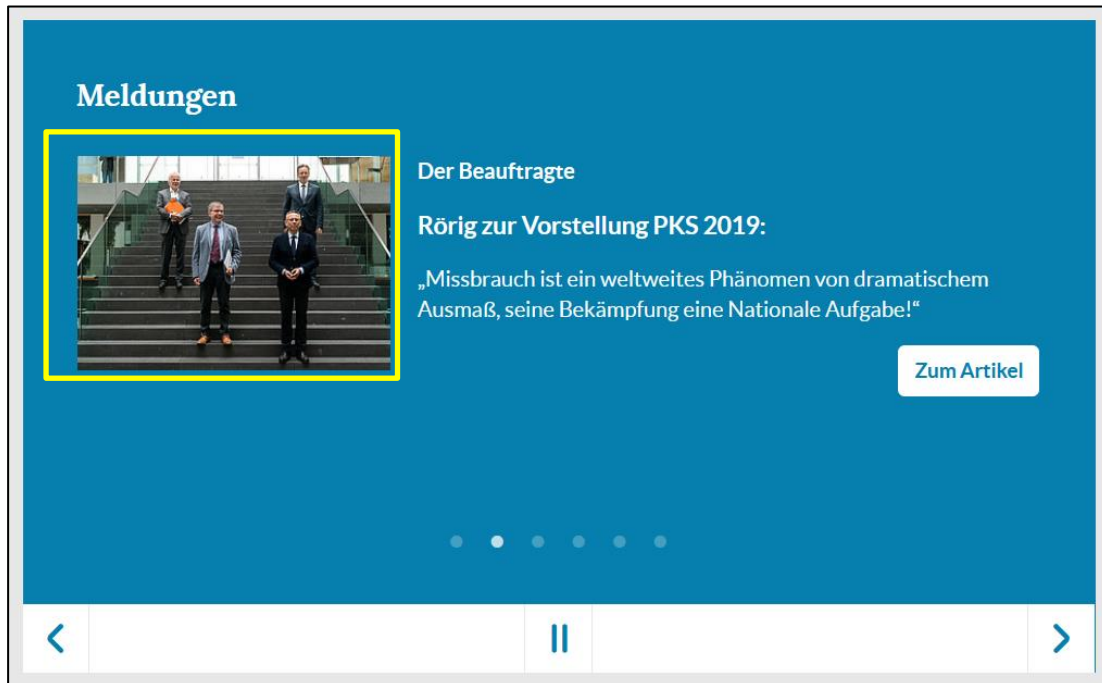 Meldungen
Der Beauftragte
Rörig zur Vorstellung PKS 2019:
„Missbrauch ist ein weltweites Phänomen von dramatischem
Ausmaß, seine Bekämpfung eine Nationale Aufgabe!“
Zum Artikel